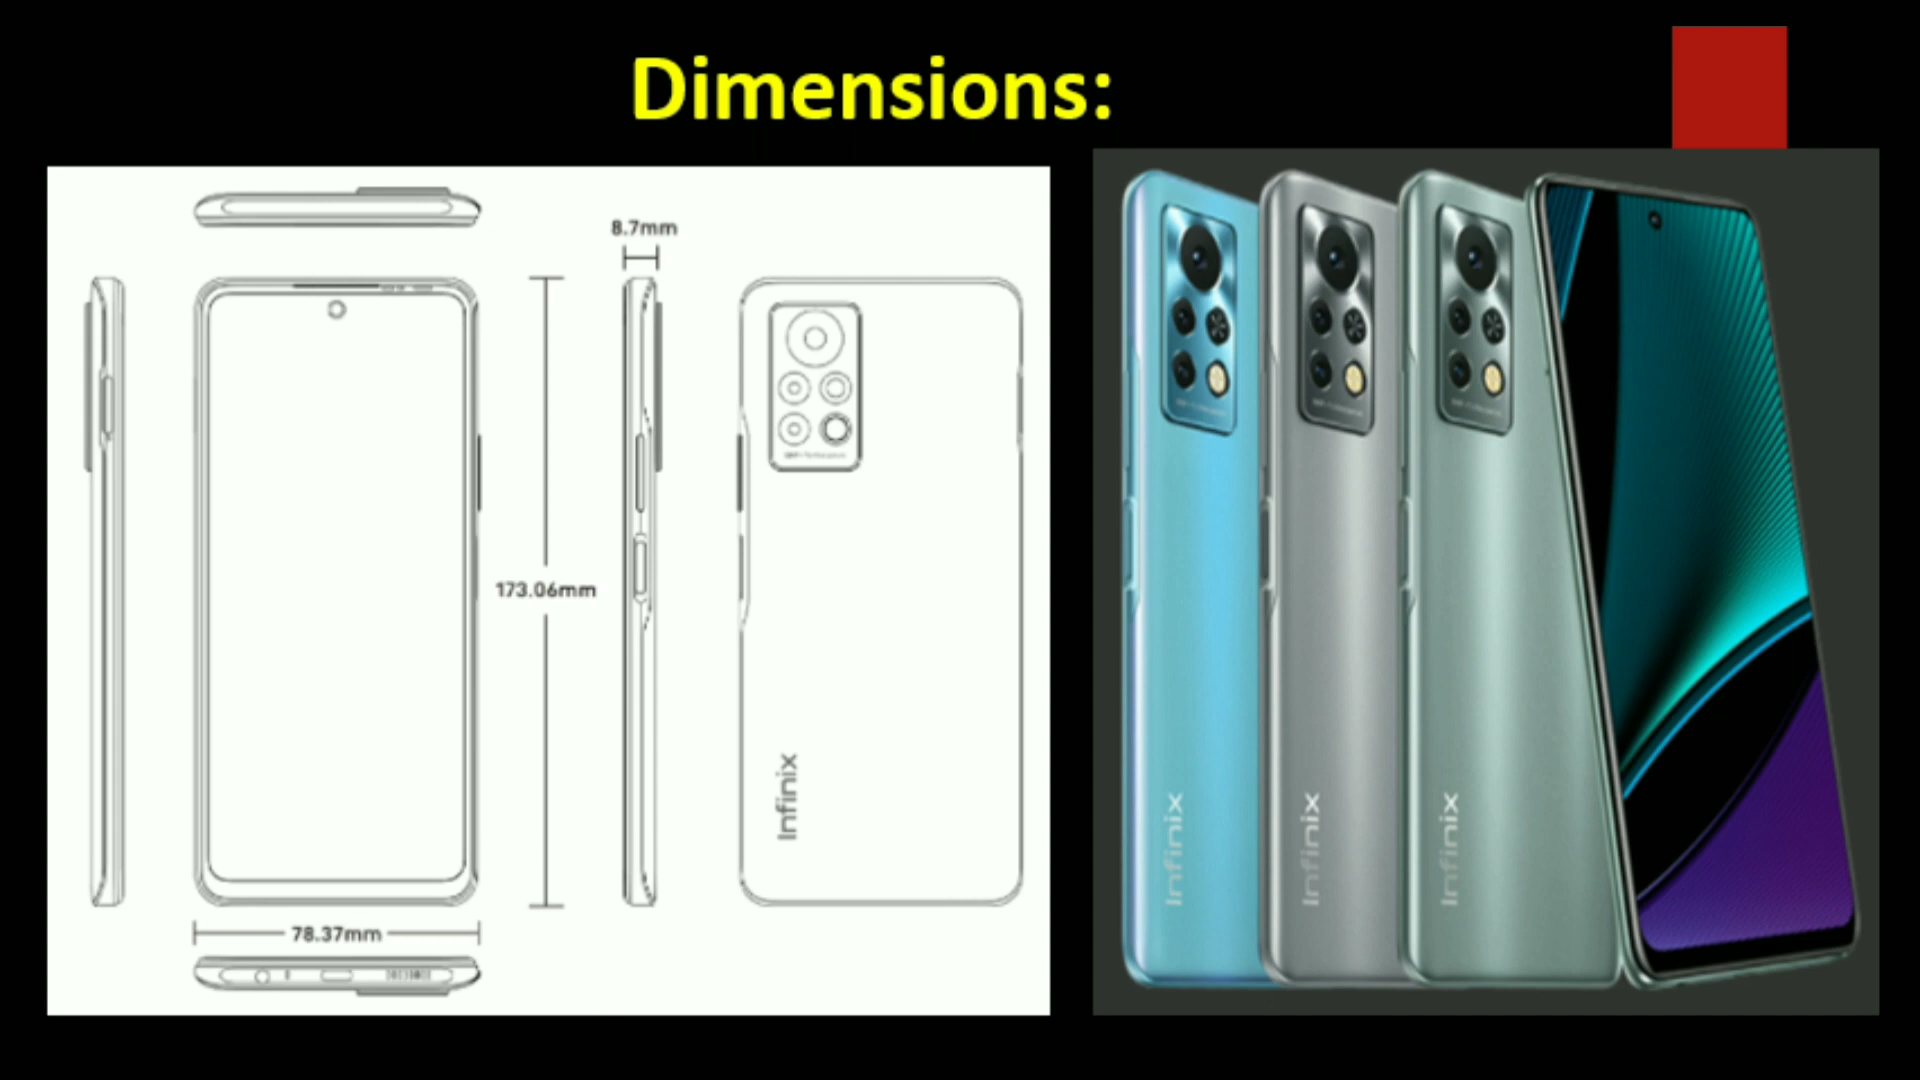 Dimensions:
8.7mm
173.06mm
78.37mm
Infinix
Infinix
Infinix
Infinix